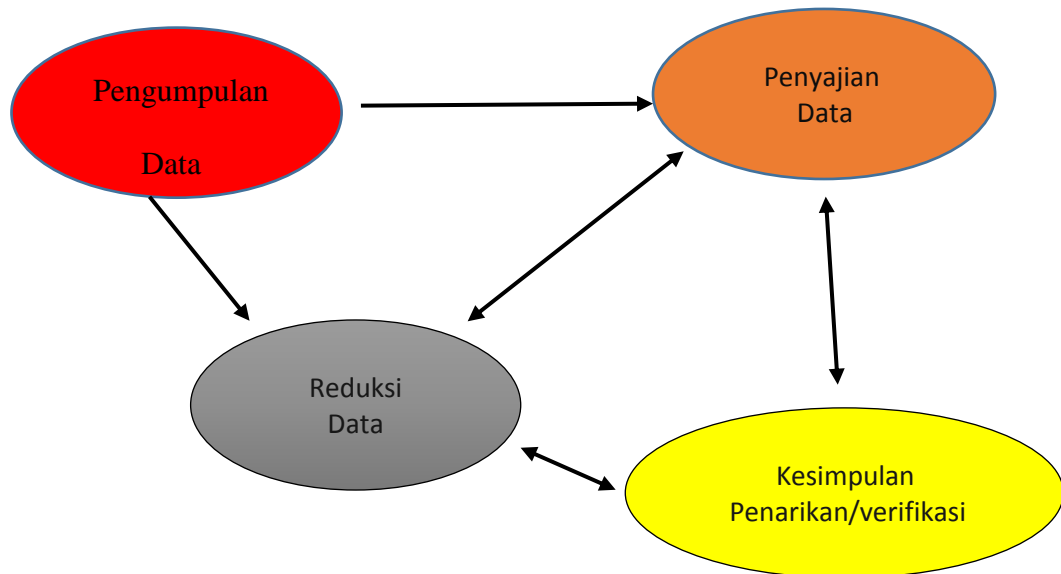 Pengumpulan
Data
Penyajian
Data
Reduksi
Data
Kesimpulan
Penarikan/verifikasi